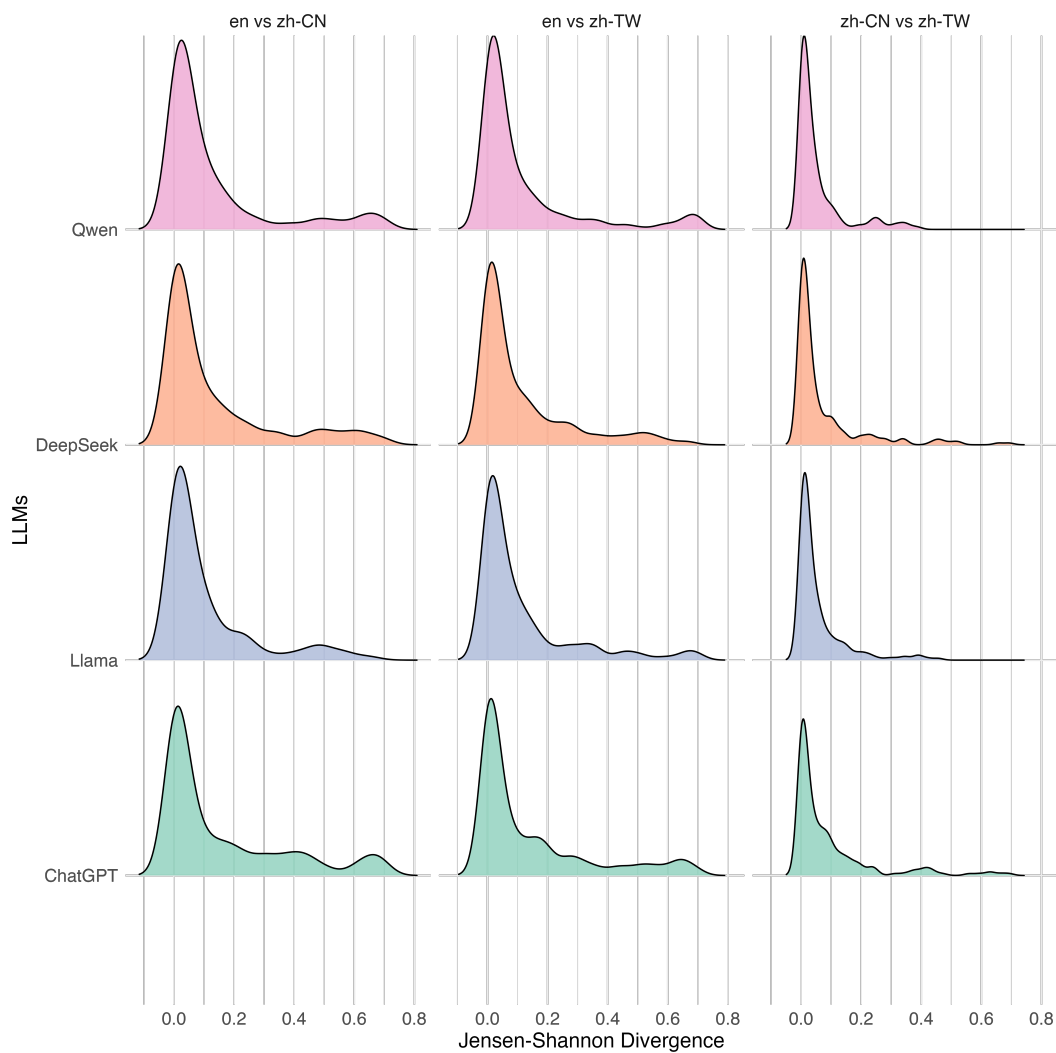 en vs zh-CN
en vs zh-TW
zh-CN vs zh-TW
Qwen
DeepSeek
LLMs
Llama
ChatGPT
0.0 0.2 0.4 0.6 0.8 0.0 0.2 0.4 0.6 0.8 0.0 0.2 0.4 0.6 0.8
Jensen-Shannon Divergence